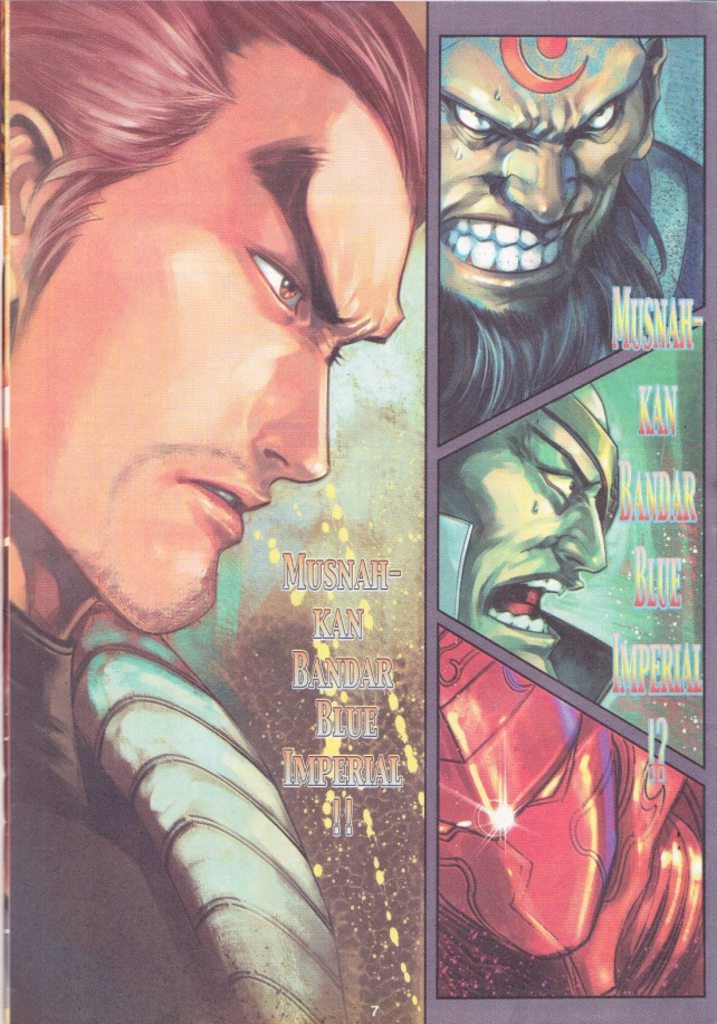 MUSNAH-
KAN
BANDAR
BLUE
IMPERIAL
!!
MUSNAH-
KAN
BANDAR
BLUE
IMPERIAL
!?
7